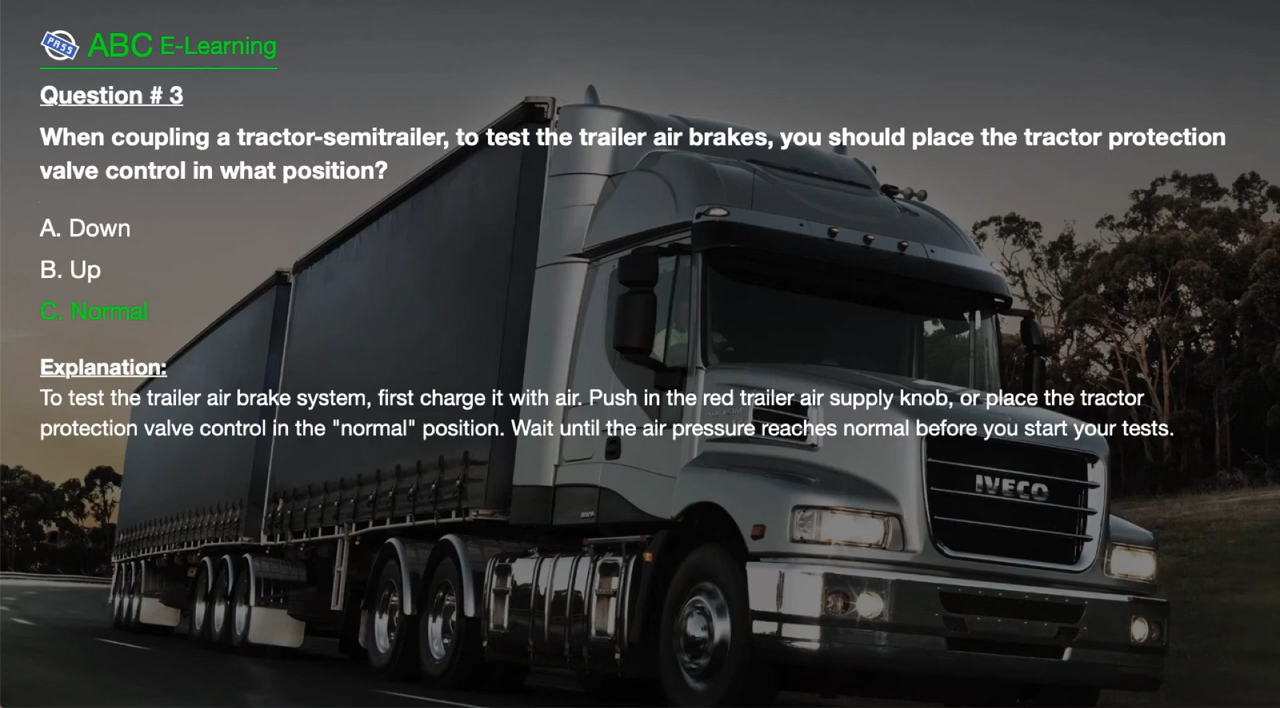 PASS ABC E-Learning
Question # 3
When coupling a tractor-semitrailer, to test the trailer air brakes, you should place the tractor protection
valve control in what position?
A. Down
B. Up
C. Normal
Explanation:
To test the trailer air brake system, first charge it with air. Push in the red trailer air supply knob, or place the tractor
protection valve control in the "normal" position. Wait until the air pressure reaches normal before you start your tests.
IVECO